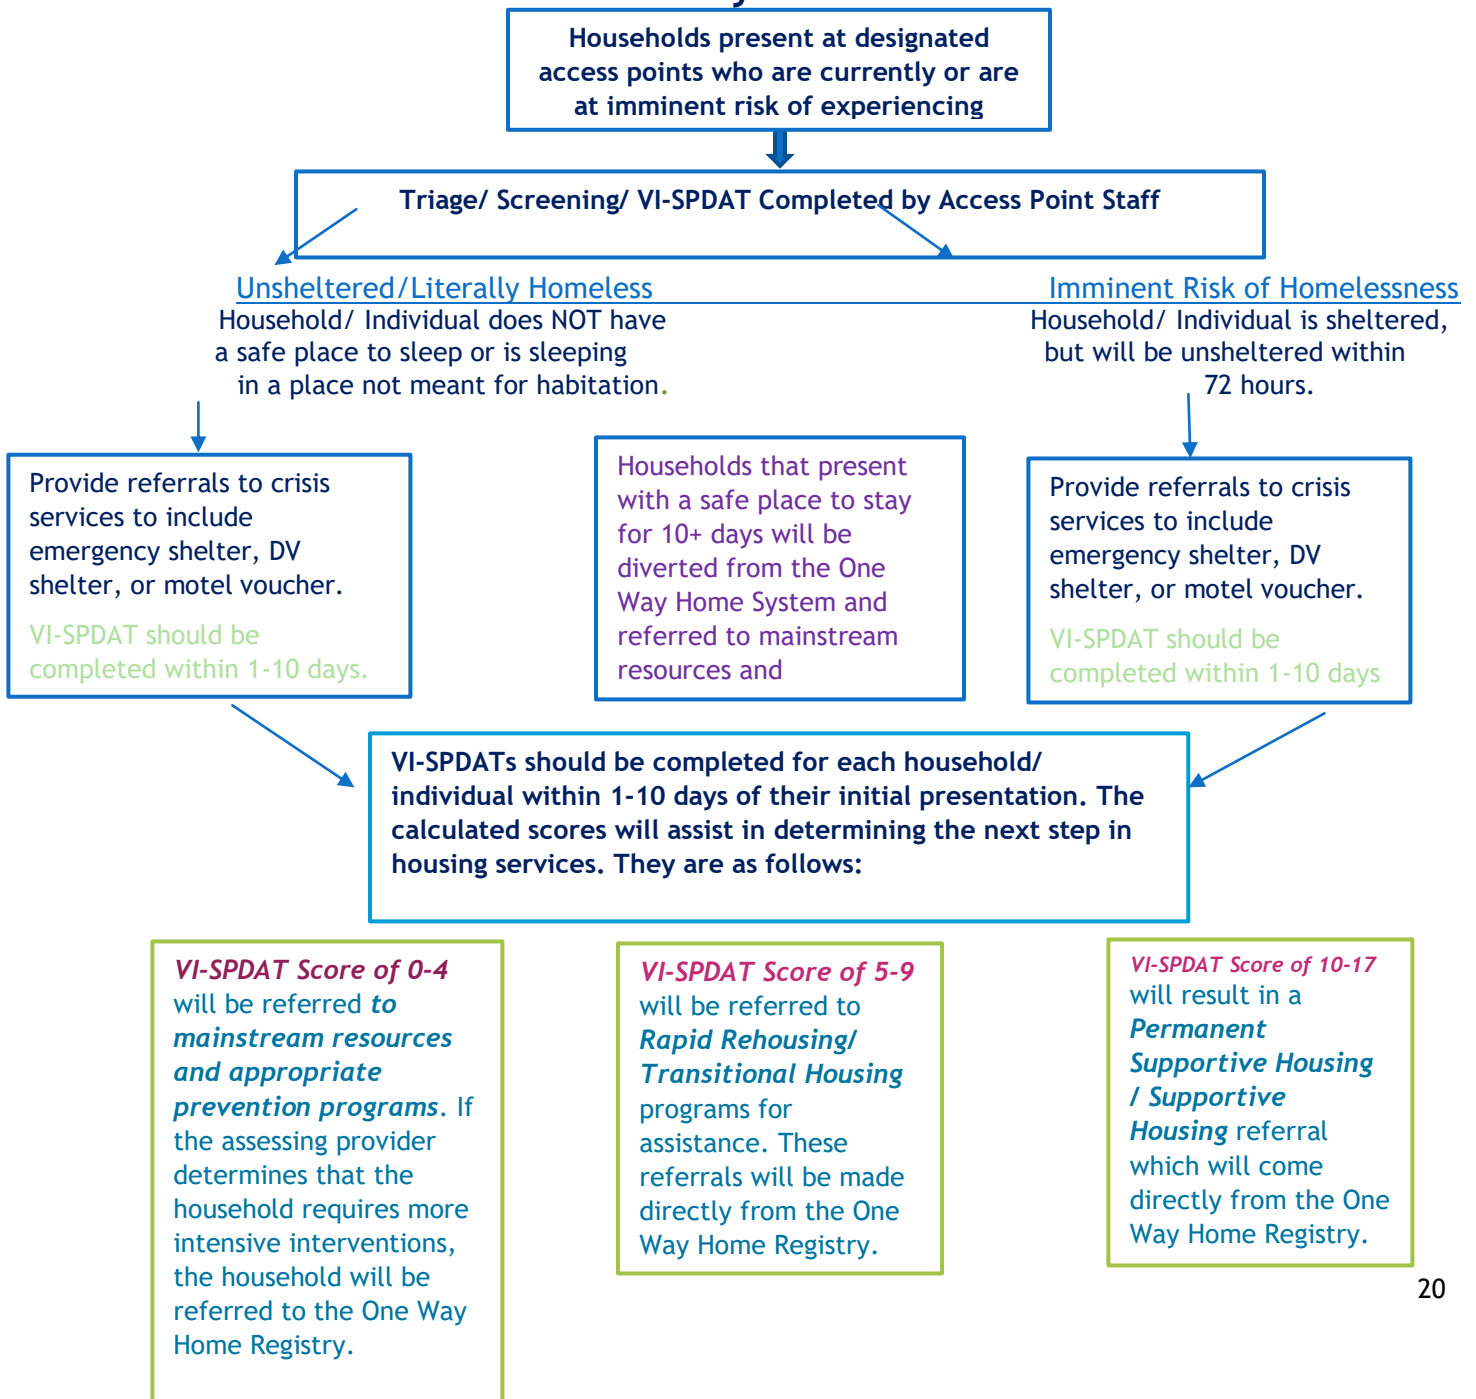 Households present at designated
access points who are currently or are
at imminent risk of experiencing
Triage/ Screening/ VI-SPDAT Completed by Access Point Staff
Unsheltered/Literally Homeless
Household/ Individual does NOT have
a safe place to sleep or is sleeping
in a place not meant for habitation.
Imminent Risk of Homelessness
Household/ Individual is sheltered,
but will be unsheltered within
72 hours.
Provide referrals to crisis
services to include
emergency shelter, DV
shelter, or motel voucher.
VI-SPDAT should be
completed within 1-10 days.
Households that present
with a safe place to stay
for 10+ days will be
diverted from the One
Way Home System and
referred to mainstream
resources and
Provide referrals to crisis
services to include
emergency shelter, DV
shelter, or motel voucher.
VI-SPDAT should be
completed within 1-10 days
VI-SPDATs should be completed for each household/
individual within 1-10 days of their initial presentation. The
calculated scores will assist in determining the next step in
housing services. They are as follows:
VI-SPDAT Score of 0-4
will be referred to
mainstream resources
and appropriate
prevention programs. If
the assessing provider
determines that the
household requires more
intensive interventions,
the household will be
referred to the One Way
Home Registry.
VI-SPDAT Score of 5-9
will be referred to
Rapid Rehousing/
Transitional Housing
programs for
assistance. These
referrals will be made
directly from the One
Way Home Registry.
VI-SPDAT Score of 10-17
will result in a
Permanent
Supportive Housing
/ Supportive
Housing referral
which will come
directly from the One
Way Home Registry.
20